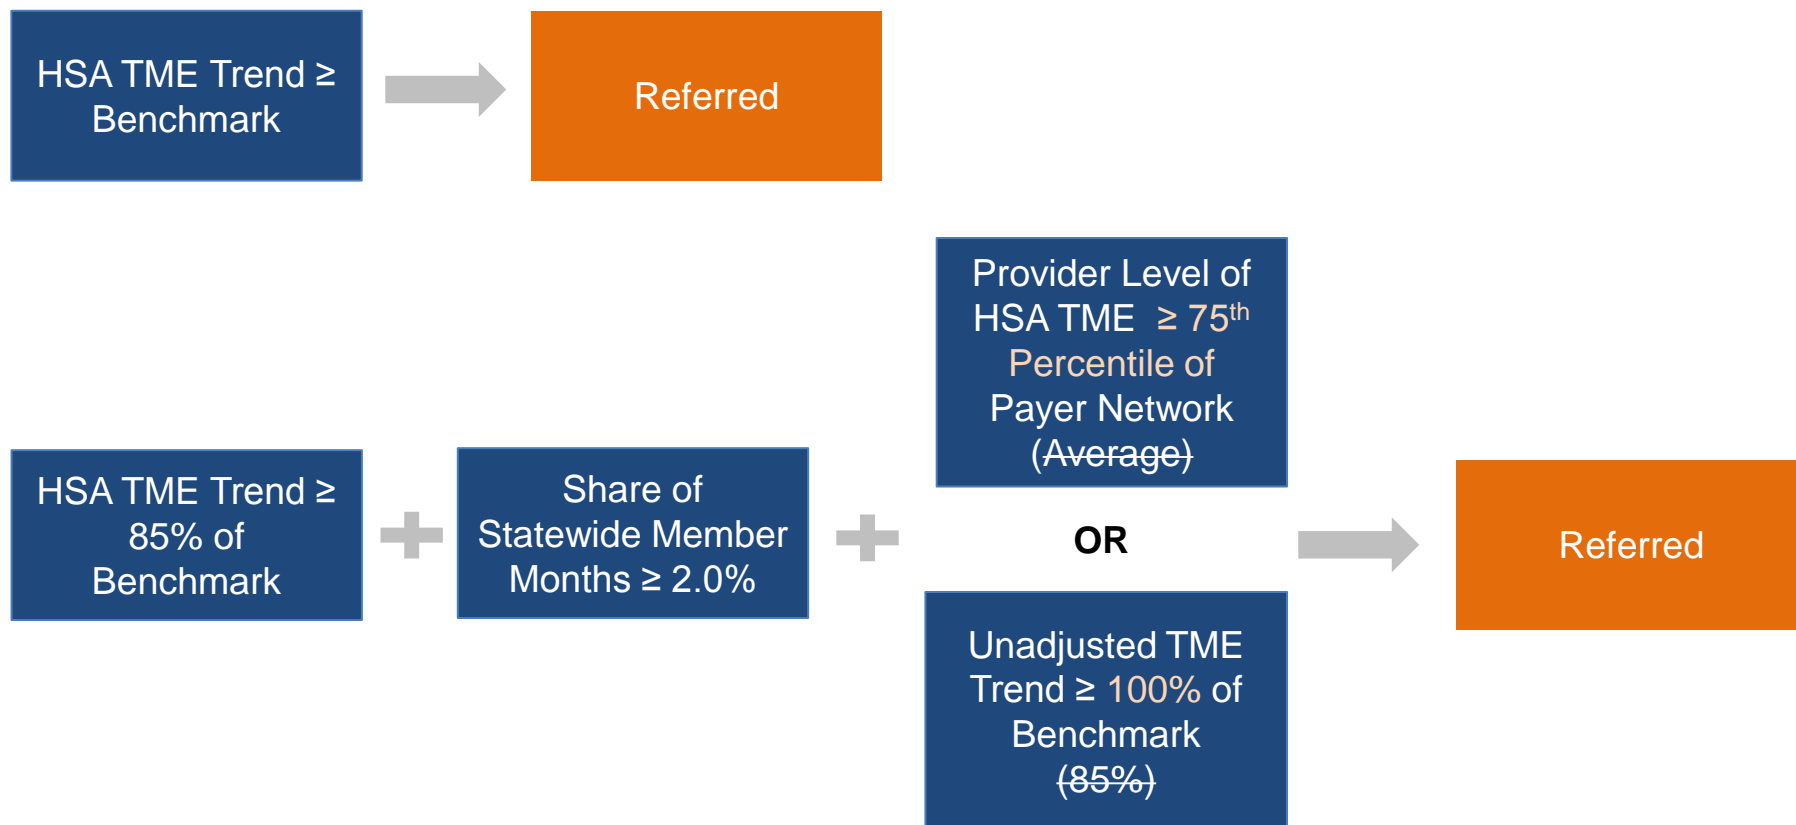 HSA TME Trend ≥
Benchmark
Referred
HSA TME Trend ≥
85% of
Benchmark
Share of
Statewide Member
Months ≥ 2.0%
Provider Level of
HSA TME ≥ 75th
Percentile of
Payer Network
(Average)
OR
Unadjusted TME
Trend ≥ 100% of
Benchmark
(85%)
Referred